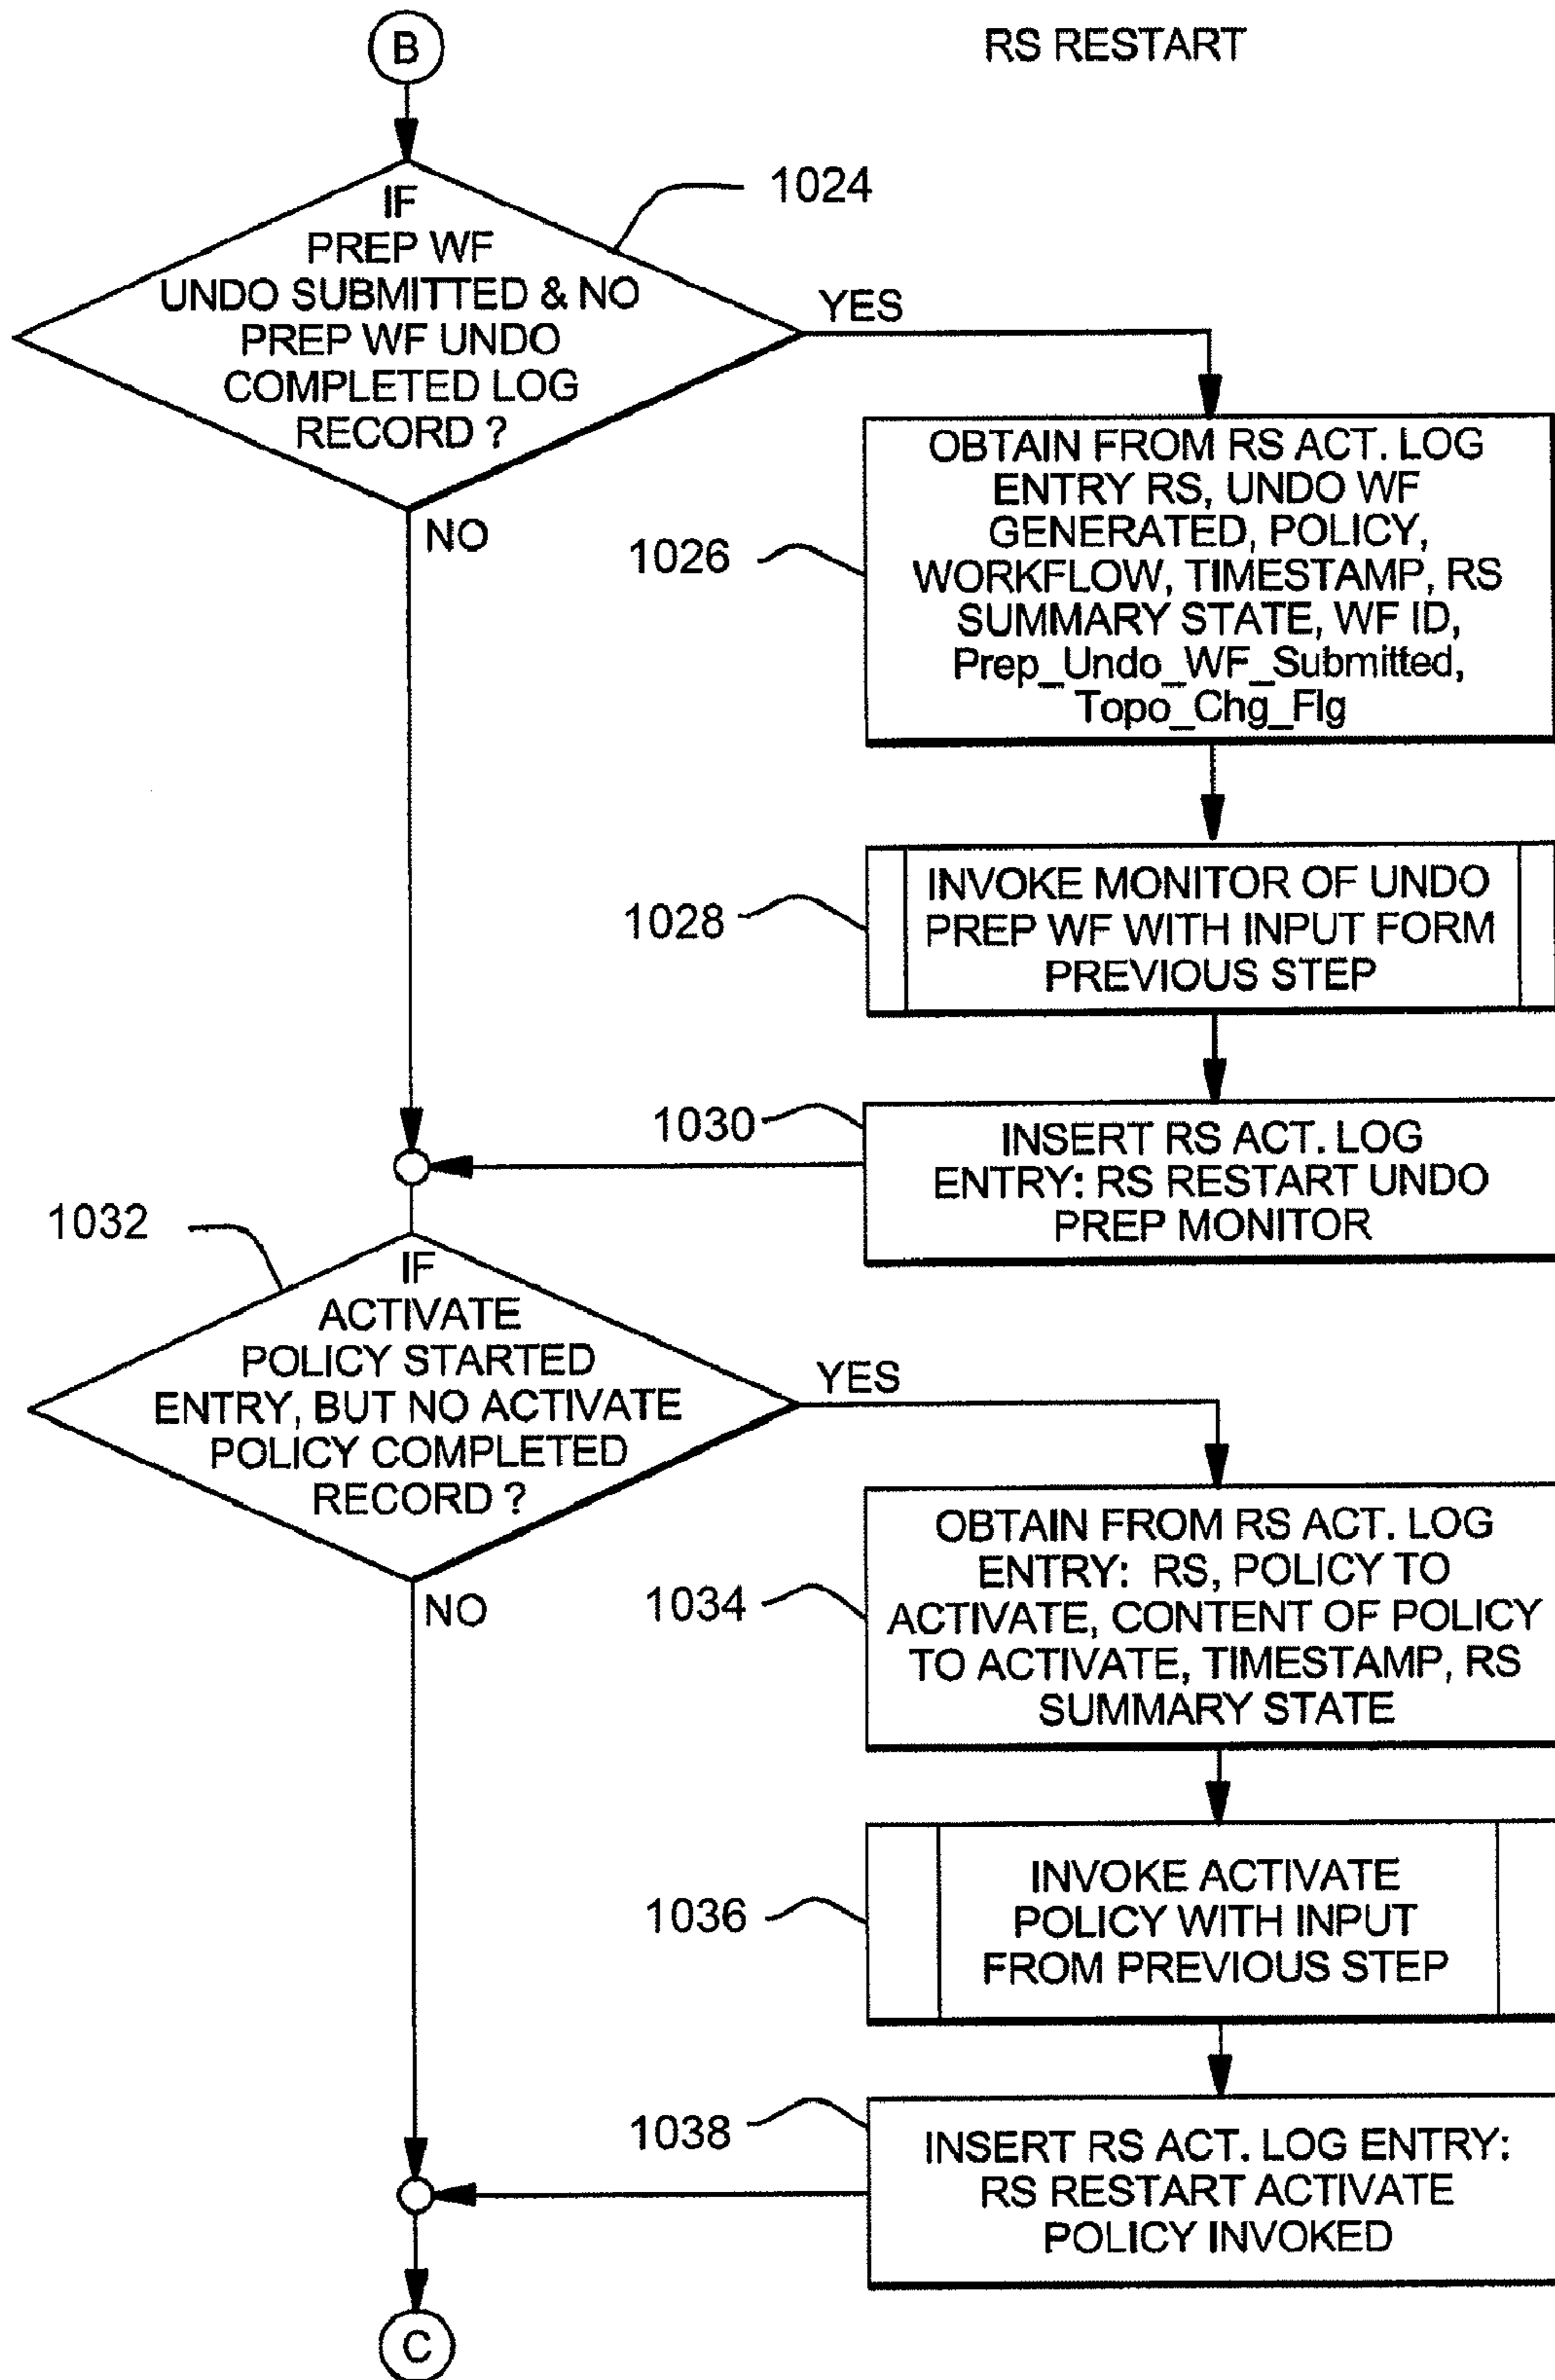 B
RS RESTART
IF
PREP WF
UNDO SUBMITTED & NO
PREP WF UNDO
COMPLETED LOG
RECORD ?
1024
YES
NO
1026
OBTAIN FROM RS ACT. LOG
ENTRY RS, UNDO WF
GENERATED, POLICY,
WORKFLOW, TIMESTAMP, RS
SUMMARY STATE, WF ID,
Prep_Undo_WF_Submitted,
Topo_Chg_Flg
1028
INVOKE MONITOR OF UNDO
PREP WF WITH INPUT FORM
PREVIOUS STEP
1030
INSERT RS ACT. LOG
ENTRY: RS RESTART UNDO
PREP MONITOR
1032
IF
ACTIVATE
POLICY STARTED
ENTRY, BUT NO ACTIVATE
POLICY COMPLETED
RECORD ?
YES
NO
1034
OBTAIN FROM RS ACT. LOG
ENTRY: RS, POLICY TO
ACTIVATE, CONTENT OF POLICY
TO ACTIVATE, TIMESTAMP, RS
SUMMARY STATE
1036
INVOKE ACTIVATE
POLICY WITH INPUT
FROM PREVIOUS STEP
1038
INSERT RS ACT. LOG ENTRY:
RS RESTART ACTIVATE
POLICY INVOKED
C